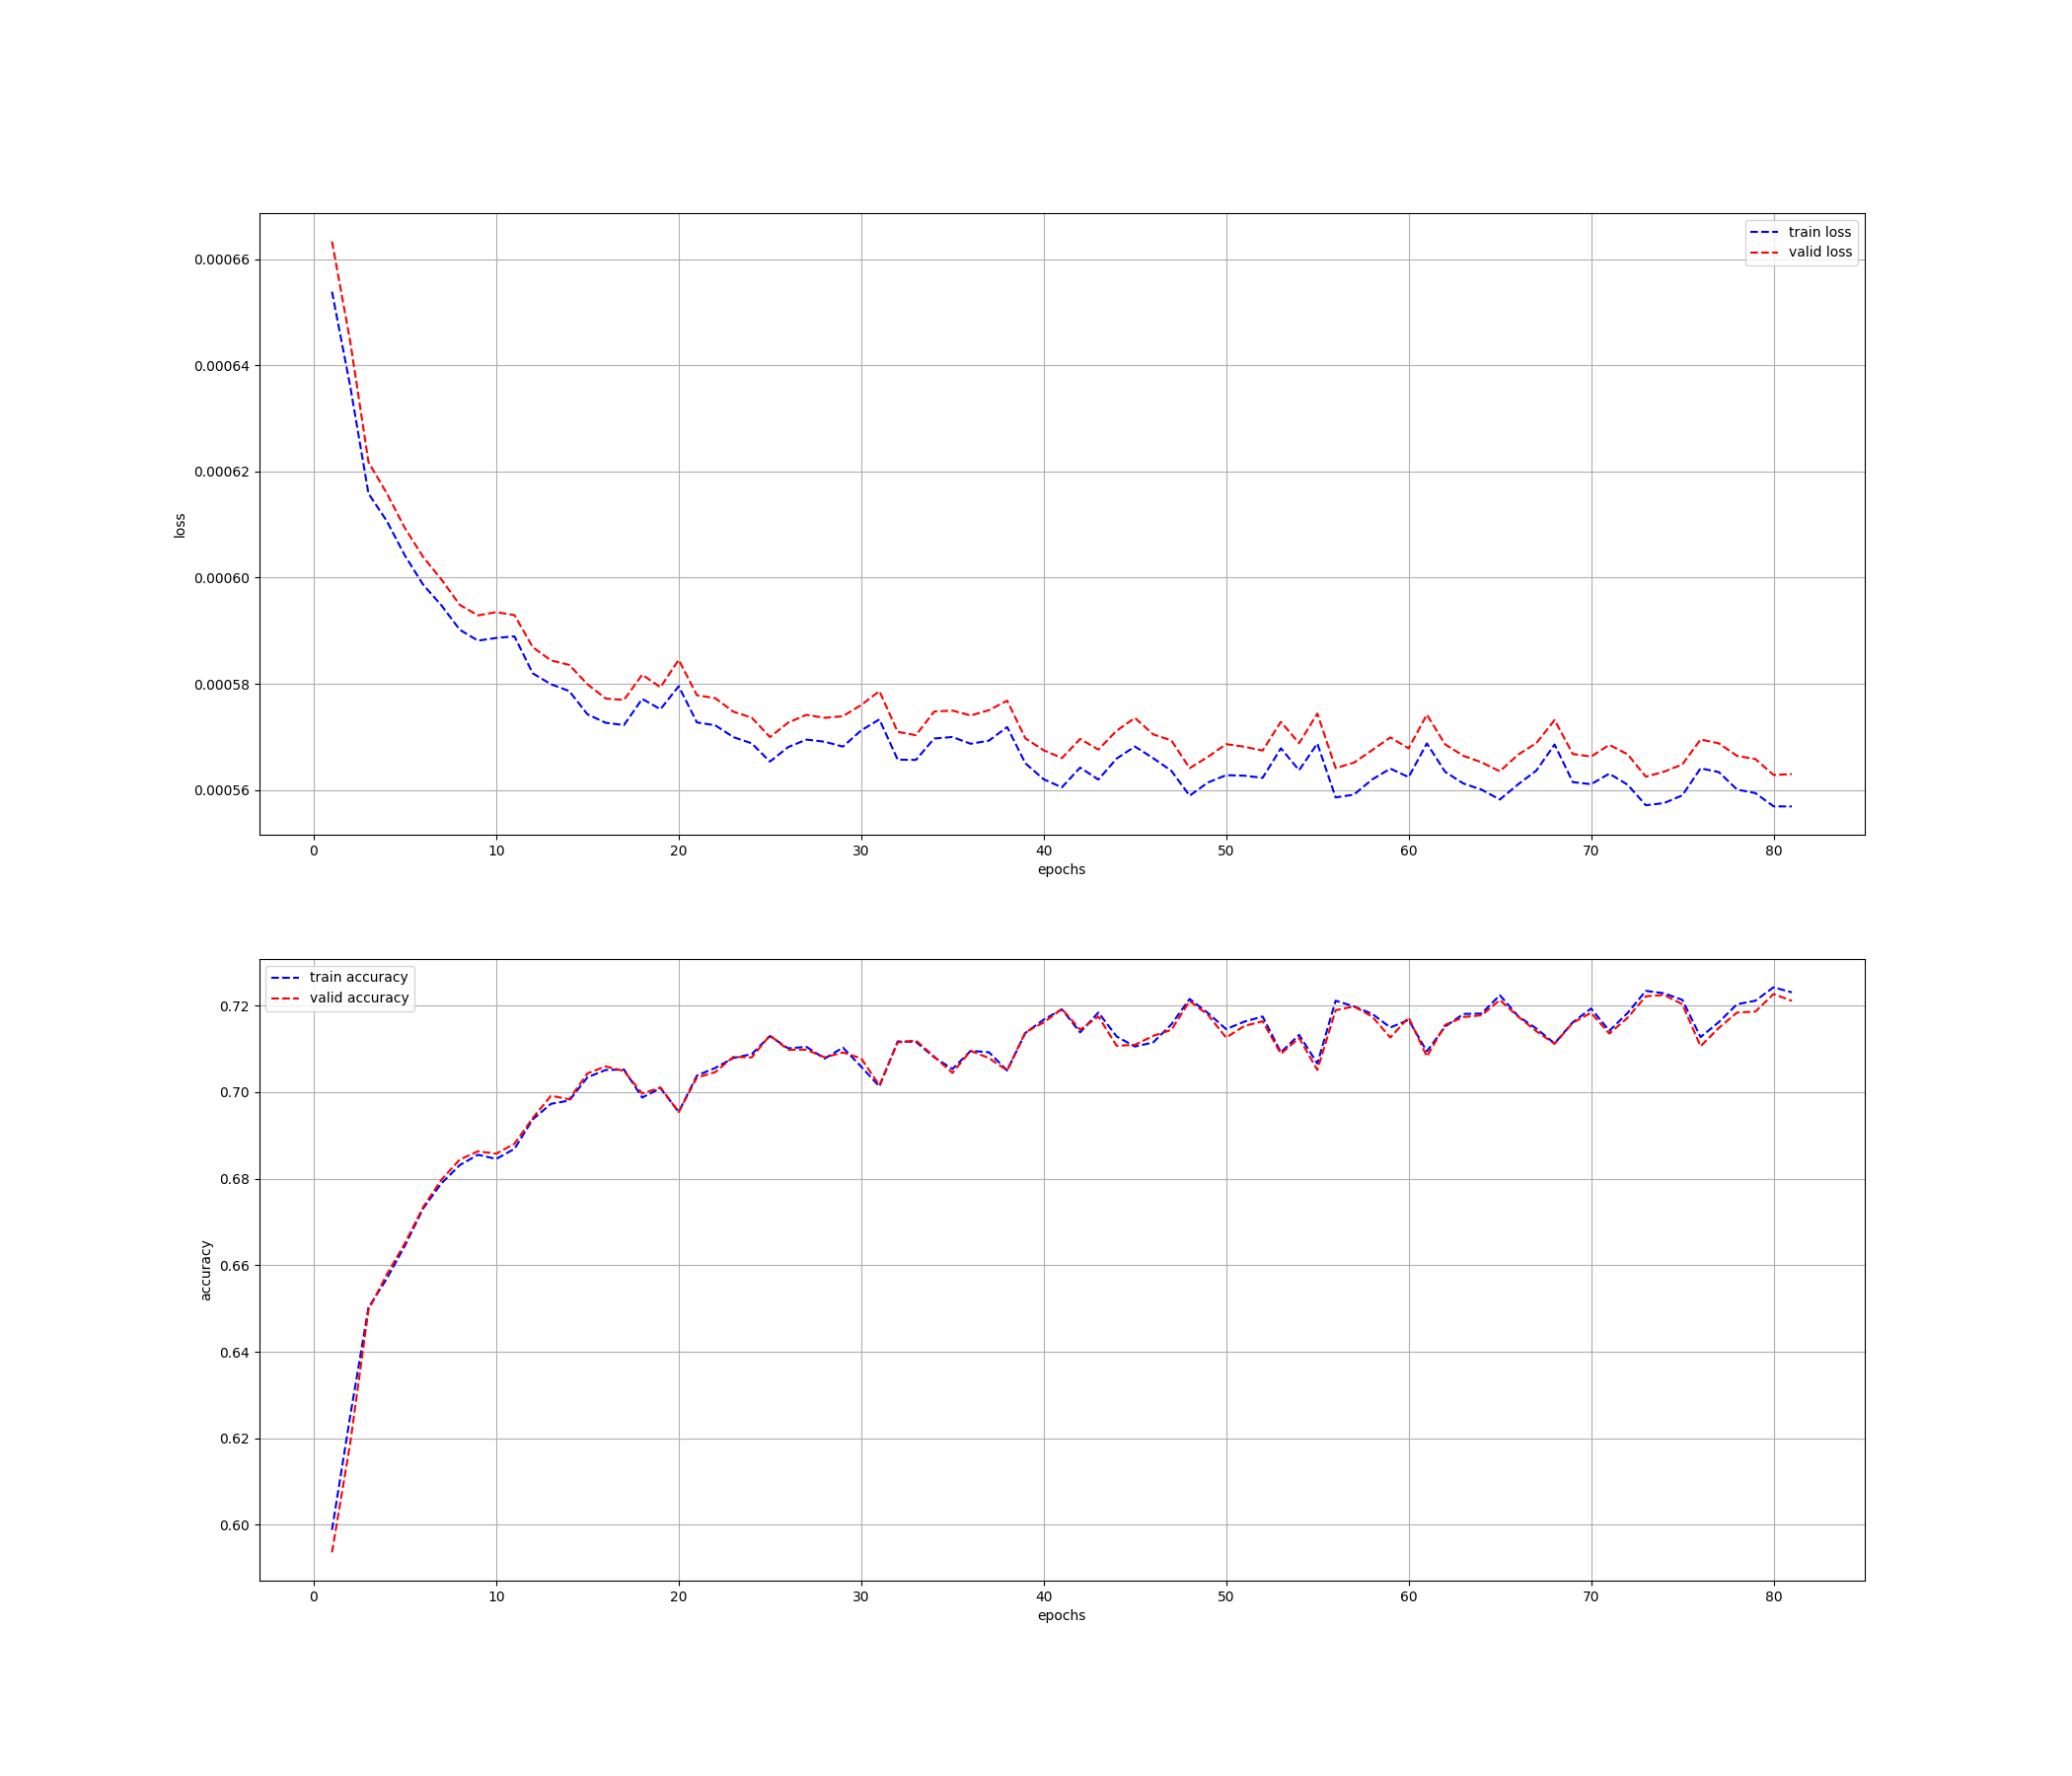 train loss
valid loss
0.00066
0.00064
0.00062
0.00060
0.00058
0.00056
loss
0 10 20 30 40 50 60 70 80
epochs
train accuracy
valid accuracy
0.72
0.70
0.68
0.66
0.64
0.62
0.60
accuracy
0 10 20 30 40 50 60 70 80
epochs